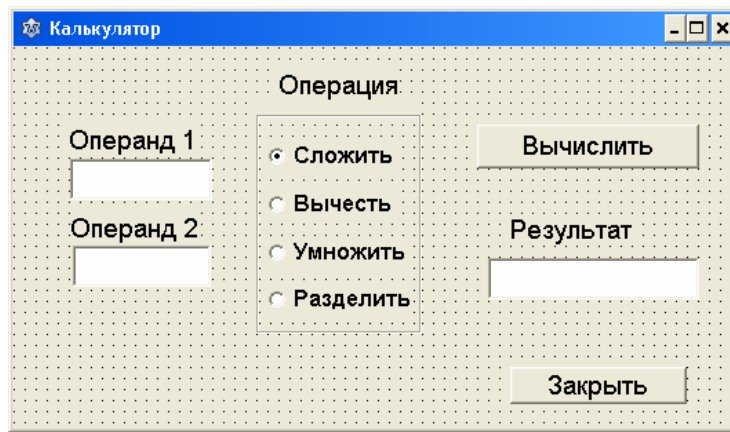 Калькулятор
Операция
Операнд 1
Операнд 2
Сложить
Вычесть
Умножить
Разделить
Вычислить
Результат
Закрыть